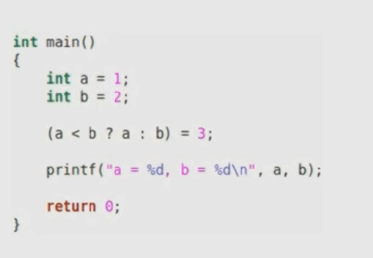 int main()
{
    int a = 1;
    int b = 2;

    (a < b ? a : b) = 3;

    printf("a = %d, b = %d\n", a, b);

    return 0;
}